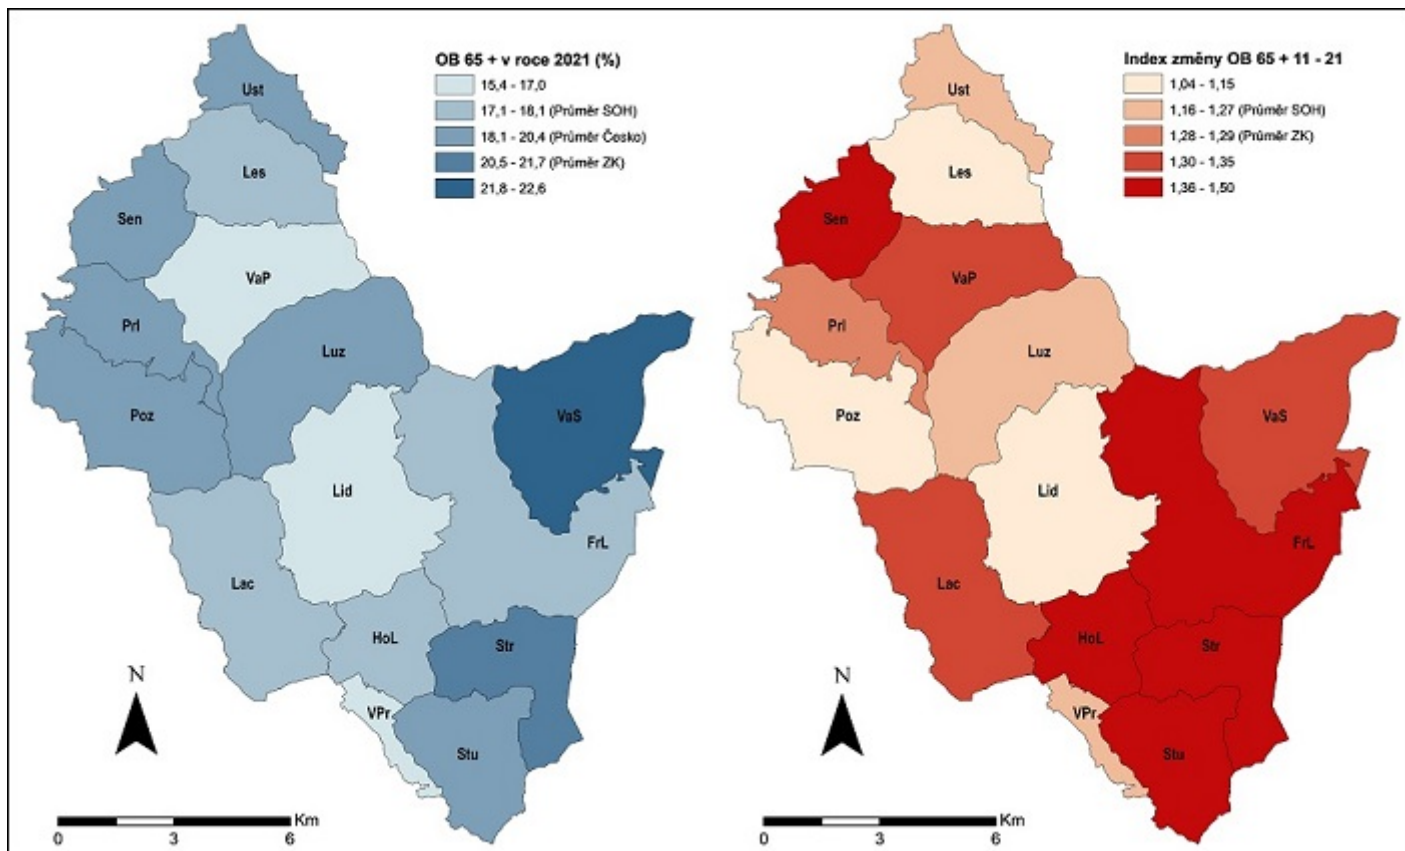 OB 65 + v roce 2021 (%)
15,4 - 17,0
17,1 - 18,1 (Průměr SOH)
18,1 - 20,4 (Průměr Česko)
20,5 - 21,7 (Průměr ZK)
21,8 - 22,6
Ust
Les
Sen
VaP
Prl
Luz
Poz
VaS
Lid
FrL
Lac
HoL
Str
VPr
Stu
N
0 3 6 Km
Index změny OB 65 + 11 - 21
1,04 - 1,15
1,16 - 1,27 (Průměr SOH)
1,28 - 1,29 (Průměr ZK)
1,30 - 1,35
1,36 - 1,50
Ust
Les
Sen
VaP
Prl
Luz
Poz
VaS
Lid
FrL
Lac
HoL
Str
VPr
Stu
N
0 3 6 Km